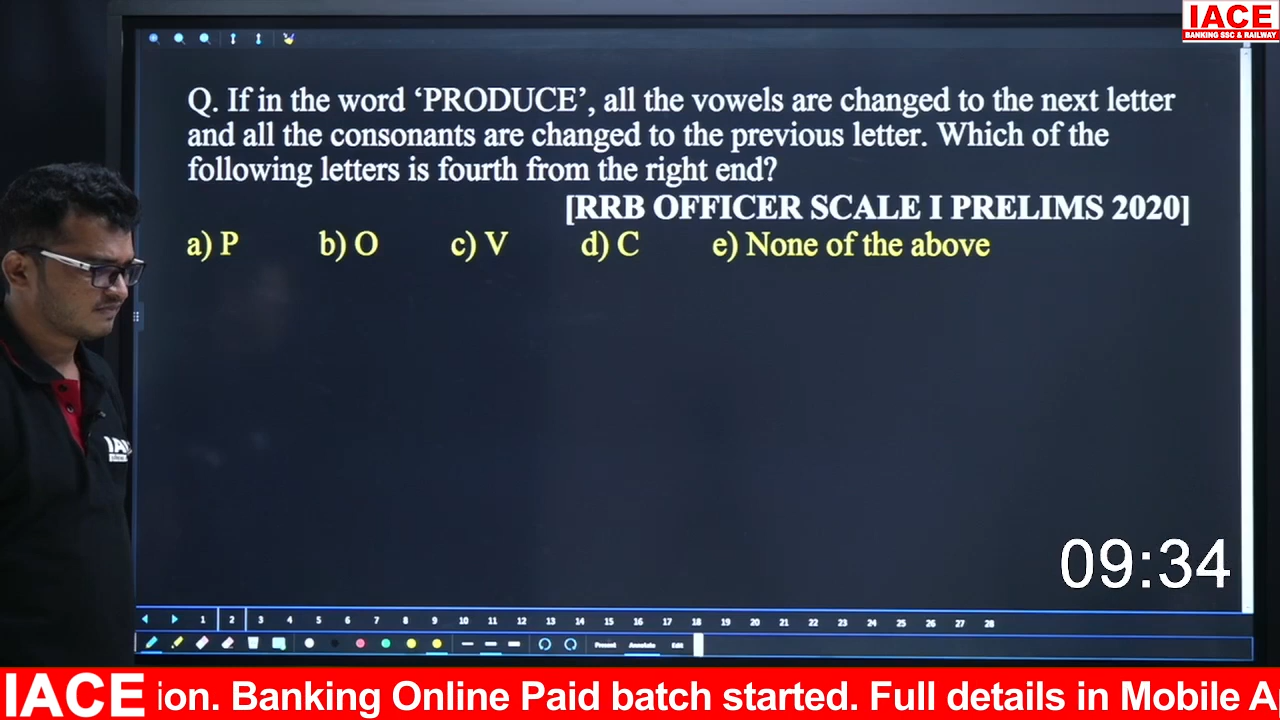 IACE
BANKING SSC & RAILWAY
Q. If in the word ‘PRODUCE’, all the vowels are changed to the next letter
and all the consonants are changed to the previous letter. Which of the
following letters is fourth from the right end?
[RRB OFFICER SCALE I PRELIMS 2020]
a) P b) O c) V d) C e) None of the above
IACE
09:34
1 2 3 4 5 6 7 8 9 10 11 12 13 14 15 16 17 18 19 20 21 22 23 24 25 26 27 28
Present Annotate Edit
IACE ion. Banking Online Paid batch started. Full details in Mobile A